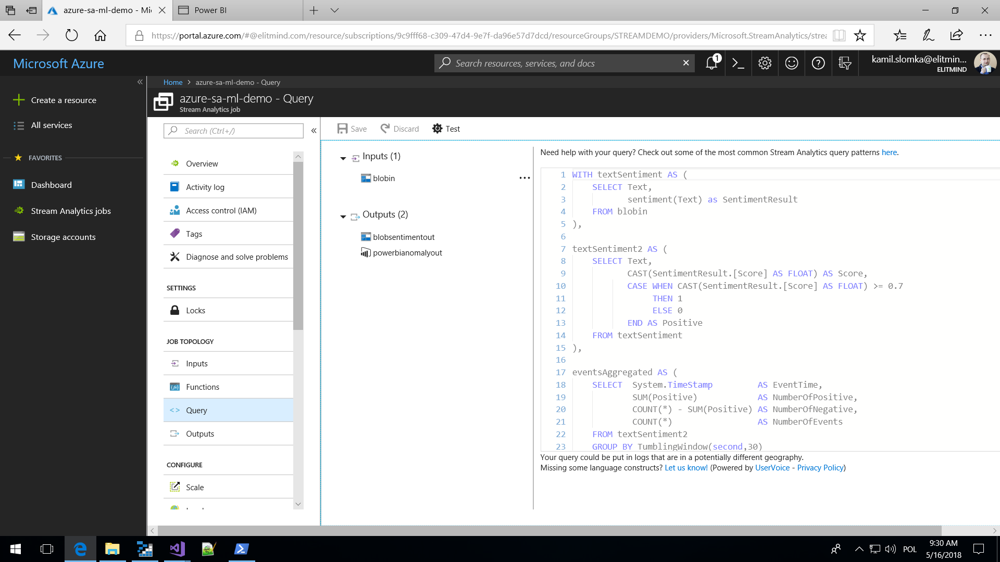 azure-sa-ml-demo - Mi
Power BI
https://portal.azure.com/#@elitmind.com/resource/subscriptions/9c9fff68-c309-47d4-9e7f-da96e57d7dcd/resourceGroups/STREAMDEMO/providers/Microsoft.StreamAnalytics/strea
Microsoft Azure
Search resources, services, and docs
1
kamil.slomka@elitmin...
ELITMIND
Home > azure-sa-ml-demo - Query
azure-sa-ml-demo - Query
Stream Analytics job
Create a resource
All services
FAVORITES
Dashboard
Stream Analytics jobs
Storage accounts
Search (Ctrl+/)
Overview
Activity log
Access control (IAM)
Tags
Diagnose and solve problems
SETTINGS
Locks
JOB TOPOLOGY
Inputs
Functions
Query
Outputs
CONFIGURE
Scale
Save
Discard
Test
Inputs (1)
blobin
Outputs (2)
blobsentimentout
powerbianomalyout
Need help with your query? Check out some of the most common Stream Analytics query patterns here.
1 WITH textSentiment AS (
2 SELECT Text,
3 sentiment(Text) as SentimentResult
4 FROM blobin
5 ),
6
7 textSentiment2 AS (
8 SELECT Text,
9 CAST(SentimentResult.[Score] AS FLOAT) AS Score,
10 CASE WHEN CAST(SentimentResult.[Score] AS FLOAT) >= 0.7
11 THEN 1
12 ELSE 0
13 END AS Positive
14 FROM textSentiment
15 ),
16
17 eventsAggregated AS (
18 SELECT System.TimeStamp AS EventTime,
19 SUM(Positive) AS NumberOfPositive,
20 COUNT(*) - SUM(Positive) AS NumberOfNegative,
21 COUNT(*) AS NumberOfEvents
22 FROM textSentiment2
23 GROUP BY TumblingWindow(second,30)
Your query could be put in logs that are in a potentially different geography.
Missing some language constructs? Let us know! (Powered by UserVoice - Privacy Policy)
POL
9:30 AM
5/16/2018